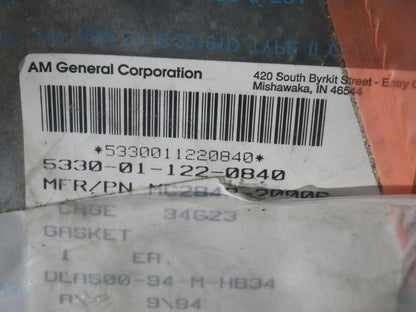 AM General Corporation
420 South Byrkit Street - Entry
Mishawaka, IN 46544
*5330011220840*
5330-01-122-0840
MFR/PN
CAGE 34623
GASKET
1 EA.
DLA500-94-M-HB34
9\94